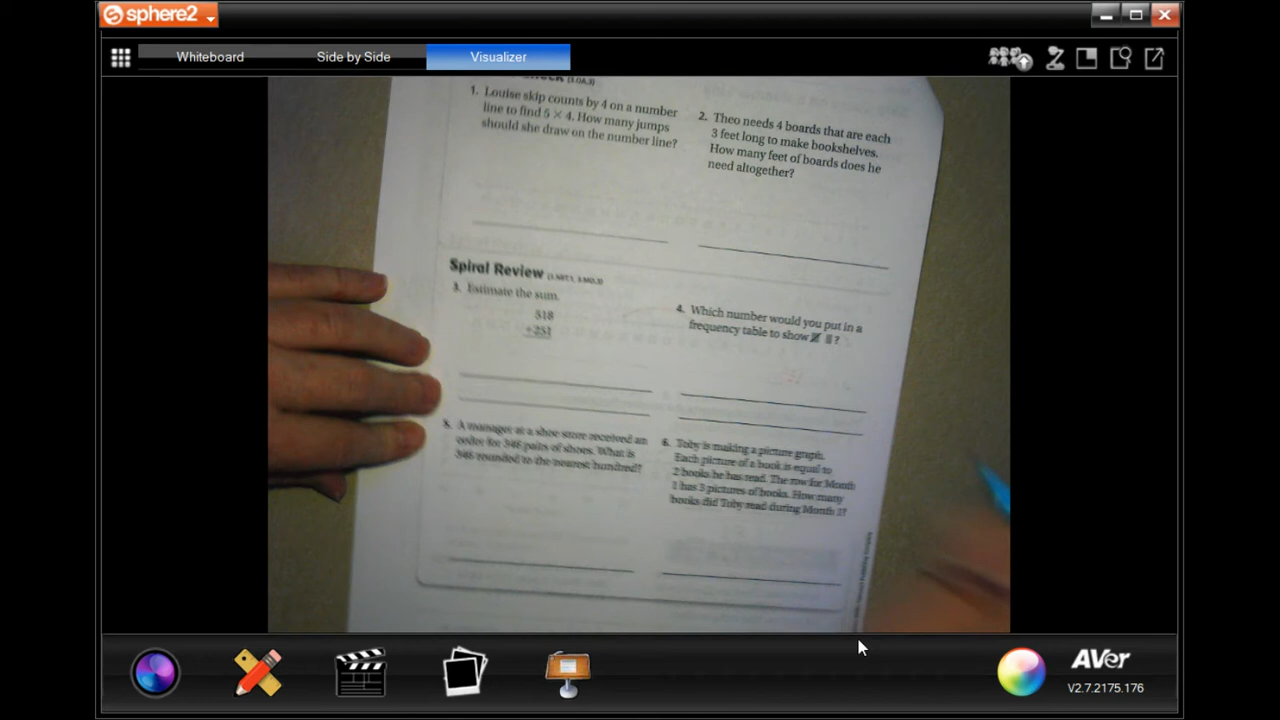 sphere2
Whiteboard
Side by Side
Visualizer
1. Louise skip counts by 4 on a number
line to find 5 × 4. How many jumps
should she draw on the number line?
2. Theo needs 4 boards that are each
3 feet long to make bookshelves.
How many feet of boards does he
need altogether?
Spiral Review
3. Estimate the sum.
518
+251
4. Which number would you put in a
frequency table to show
?
5. A manager at a shoe store received an
order for 346 pairs of shoes. What is
346 rounded to the nearest hundred?
6. Toby is making a picture graph.
Each picture of a book is equal to
2 books he has read. The row for Month
1 has 3 pictures of books. How many
books did Toby read during Month 1?
AVer
V2.7.2175.176